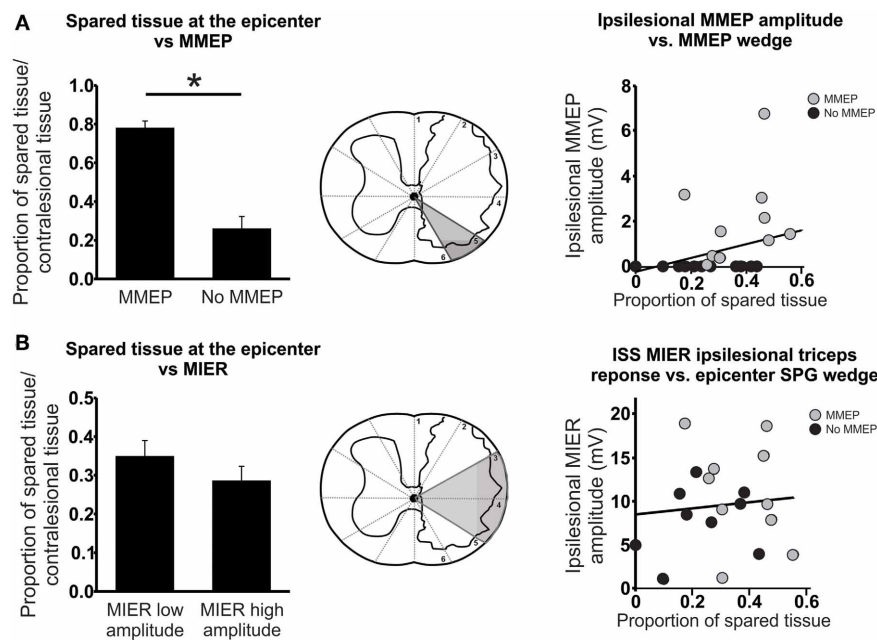 A
Spared tissue at the epicenter
vs MMEP
Proportion of spared tissue/
contralesional tissue
1.0
0.8
0.6
0.4
0.2
0.0
*
MMEP
No MMEP
1
2
3
4
5
6
Ipsilesional MMEP amplitude
vs. MMEP wedge
Ipsilesional MMEP
amplitude (mV)
8
6
4
2
0
MMEP
No MMEP
0
0.2
0.4
0.6
Proportion of spared tissue
B
Spared tissue at the epicenter
vs MIER
Proportion of spared tissue/
contralesional tissue
0.5
0.4
0.3
0.2
0.1
0.0
MIER low
amplitude
MIER high
amplitude
1
2
3
4
5
6
ISS MIER ipsilesional triceps
reponse vs. epicenter SPG wedge
Ipsilesional MIER
amplitude (mV)
20
15
10
5
0
MMEP
No MMEP
0
0.2
0.4
0.6
Proportion of spared tissue